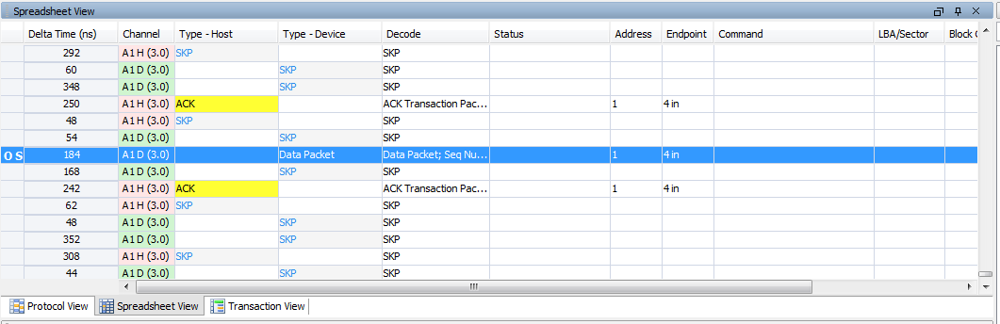 Spreadsheet View
Delta Time (ns) Channel Type - Host Type - Device Decode Status Address Endpoint Command LBA/Sector Block
292 A1 H (3.0) SKP SKP
60 A1 D (3.0) SKP SKP
348 A1 D (3.0) SKP SKP
250 A1 H (3.0) ACK ACK Transaction Pac... 1 4 in
48 A1 H (3.0) SKP SKP
54 A1 D (3.0) SKP SKP
O S 184 A1 D (3.0) Data Packet Data Packet; Seq Nu... 1 4 in
168 A1 D (3.0) SKP SKP
242 A1 H (3.0) ACK ACK Transaction Pac... 1 4 in
62 A1 H (3.0) SKP SKP
48 A1 D (3.0) SKP SKP
352 A1 D (3.0) SKP SKP
308 A1 H (3.0) SKP SKP
44 A1 D (3.0) SKP SKP
Protocol View Spreadsheet View Transaction View